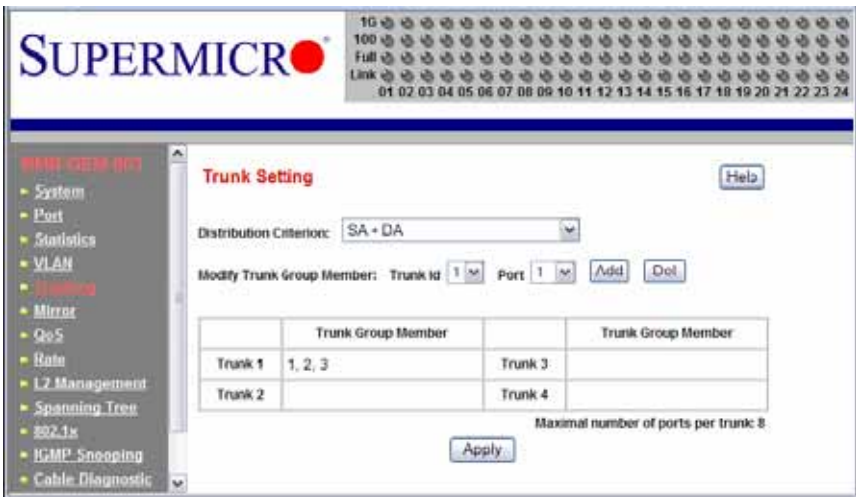 SUPERMICRO
1G
100
Full
Link
01 02 03 04 05 06 07 08 09 10 11 12 13 14 15 16 17 18 19 20 21 22 23 24
System
Port
Statistics
VLAN
Mirror
QoS
Rate
L2 Management
Spanning Tree
802.1x
IGMP Snooping
Cable Diagnostic
Trunk Setting
Help
Distribution Criterion: SA + DA
Modify Trunk Group Member: Trunk Id 1 Port 1 Add Del
Trunk Group Member Trunk Group Member
Trunk 1 1, 2, 3 Trunk 3
Trunk 2 Trunk 4
Maximal number of ports per trunk: 8
Apply